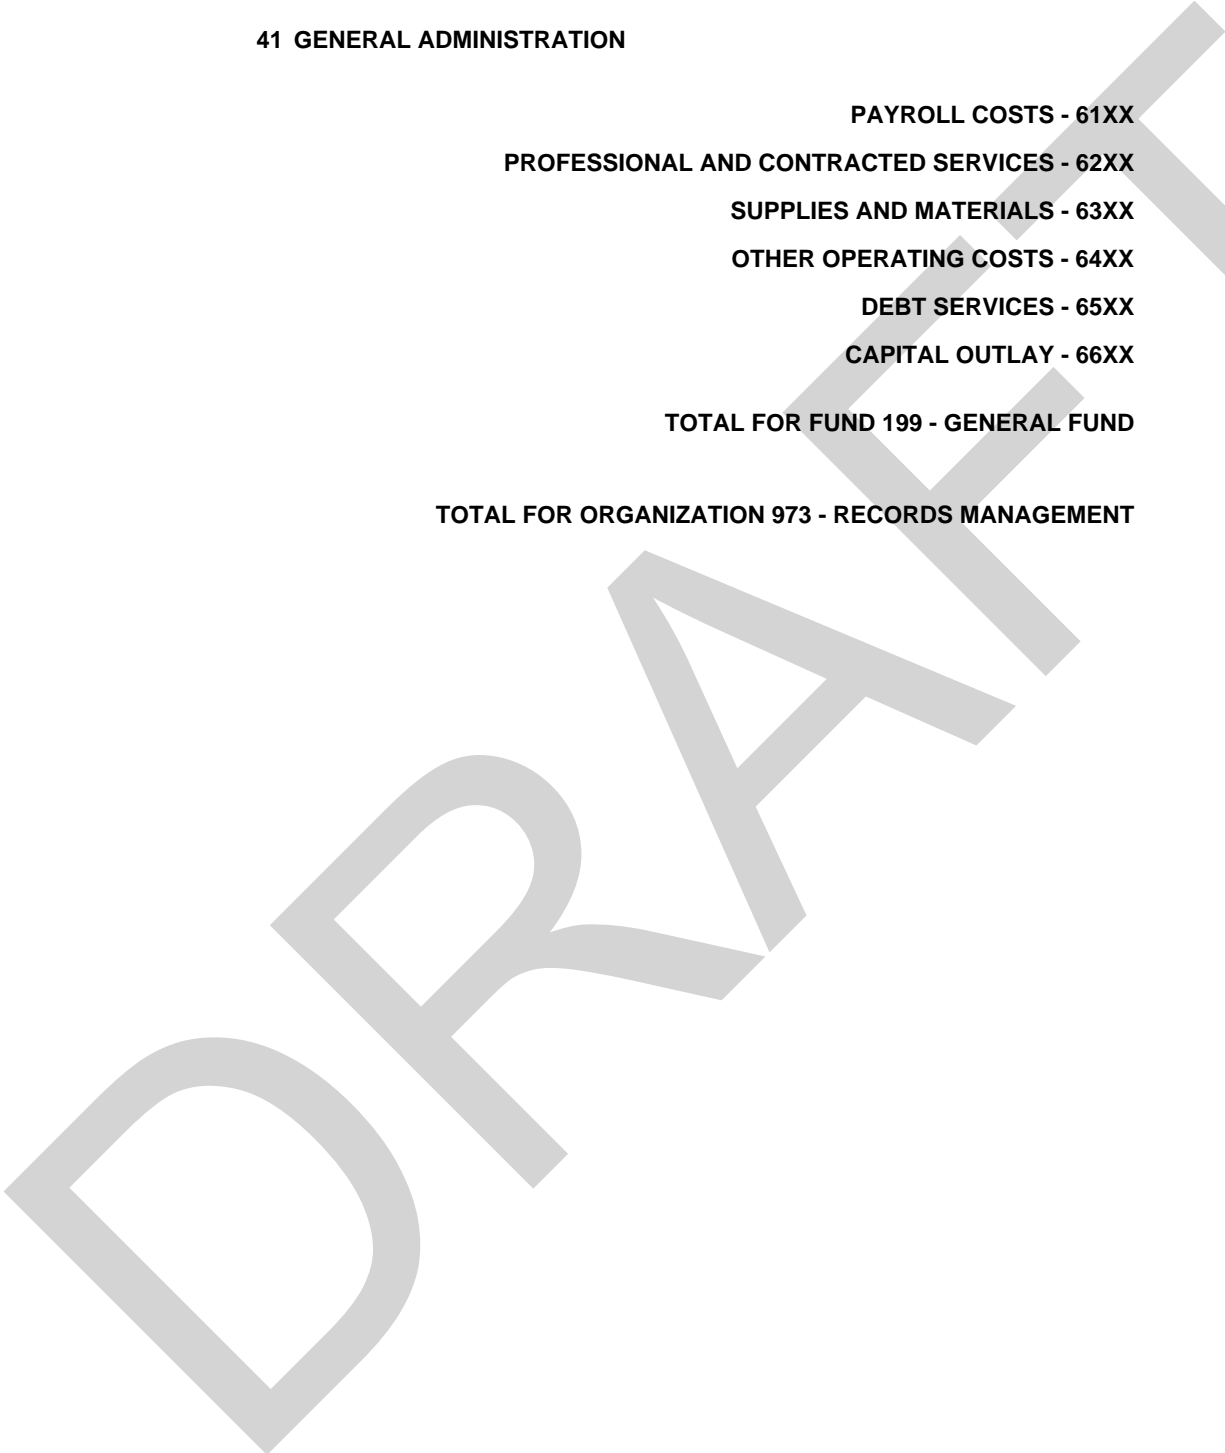 41 GENERAL ADMINISTRATION
PAYROLL COSTS - 61XX
PROFESSIONAL AND CONTRACTED SERVICES - 62XX
SUPPLIES AND MATERIALS - 63XX
OTHER OPERATING COSTS - 64XX
DEBT SERVICES - 65XX
CAPITAL OUTLAY - 66XX
TOTAL FOR FUND 199 - GENERAL FUND
TOTAL FOR ORGANIZATION 973 - RECORDS MANAGEMENT
DRAFT